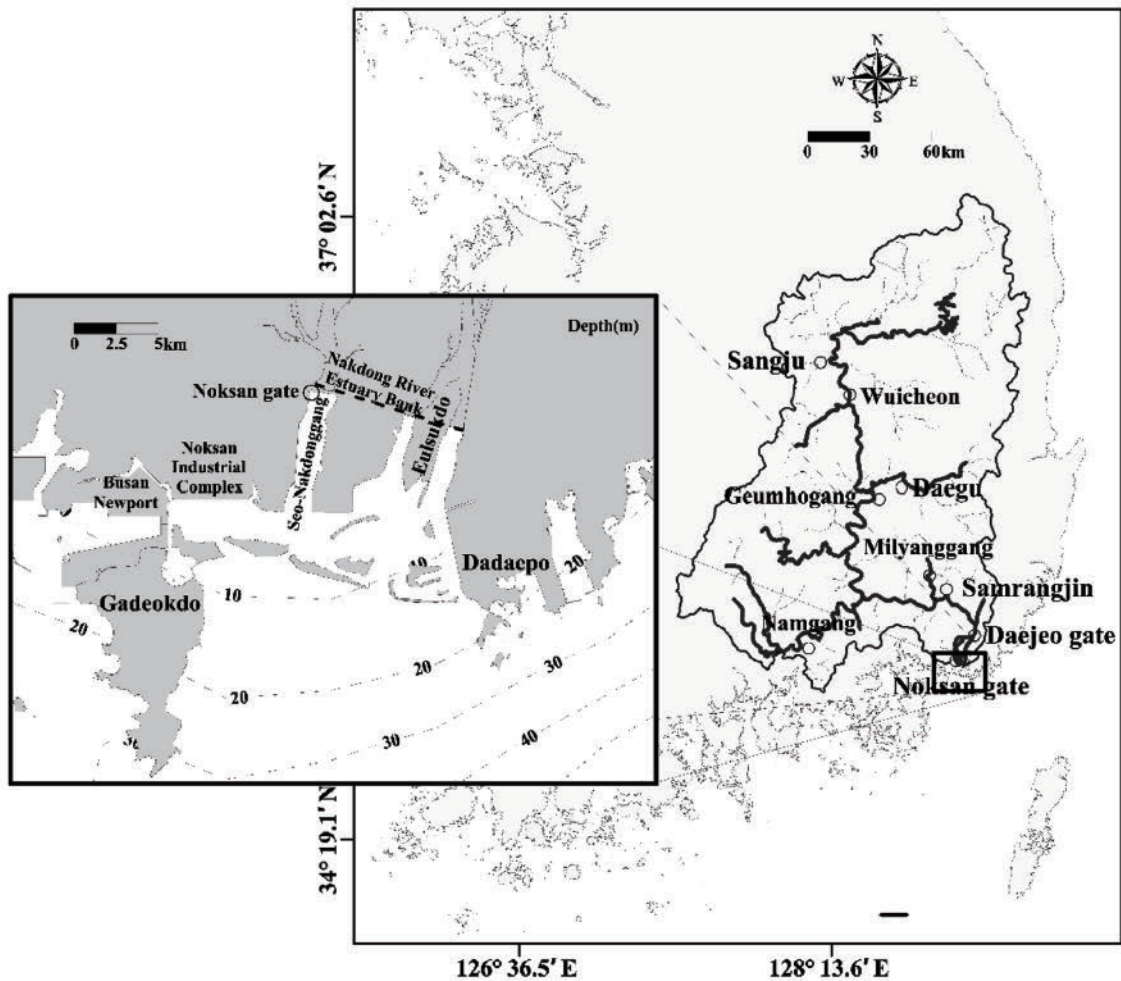 N
W
E
S
0
30
60km
37° 02.6′ N
34° 19.1′ N
126° 36.5′ E
128° 13.6′ E
Sangju
Wuicheon
Geumhogang
Daegu
Milyanggang
Samrangjin
Namgang
Daejeo gate
Noksan gate
0
2.5
5km
Depth(m)
Noksan gate
Nakdong River
Estuary Bank
Eulsukdo
Seo-Nakdonggang
Noksan
Industrial
Complex
Busan
Newport
Gadeokdo
Dadaepo
10
10
20
20
20
20
30
30
40